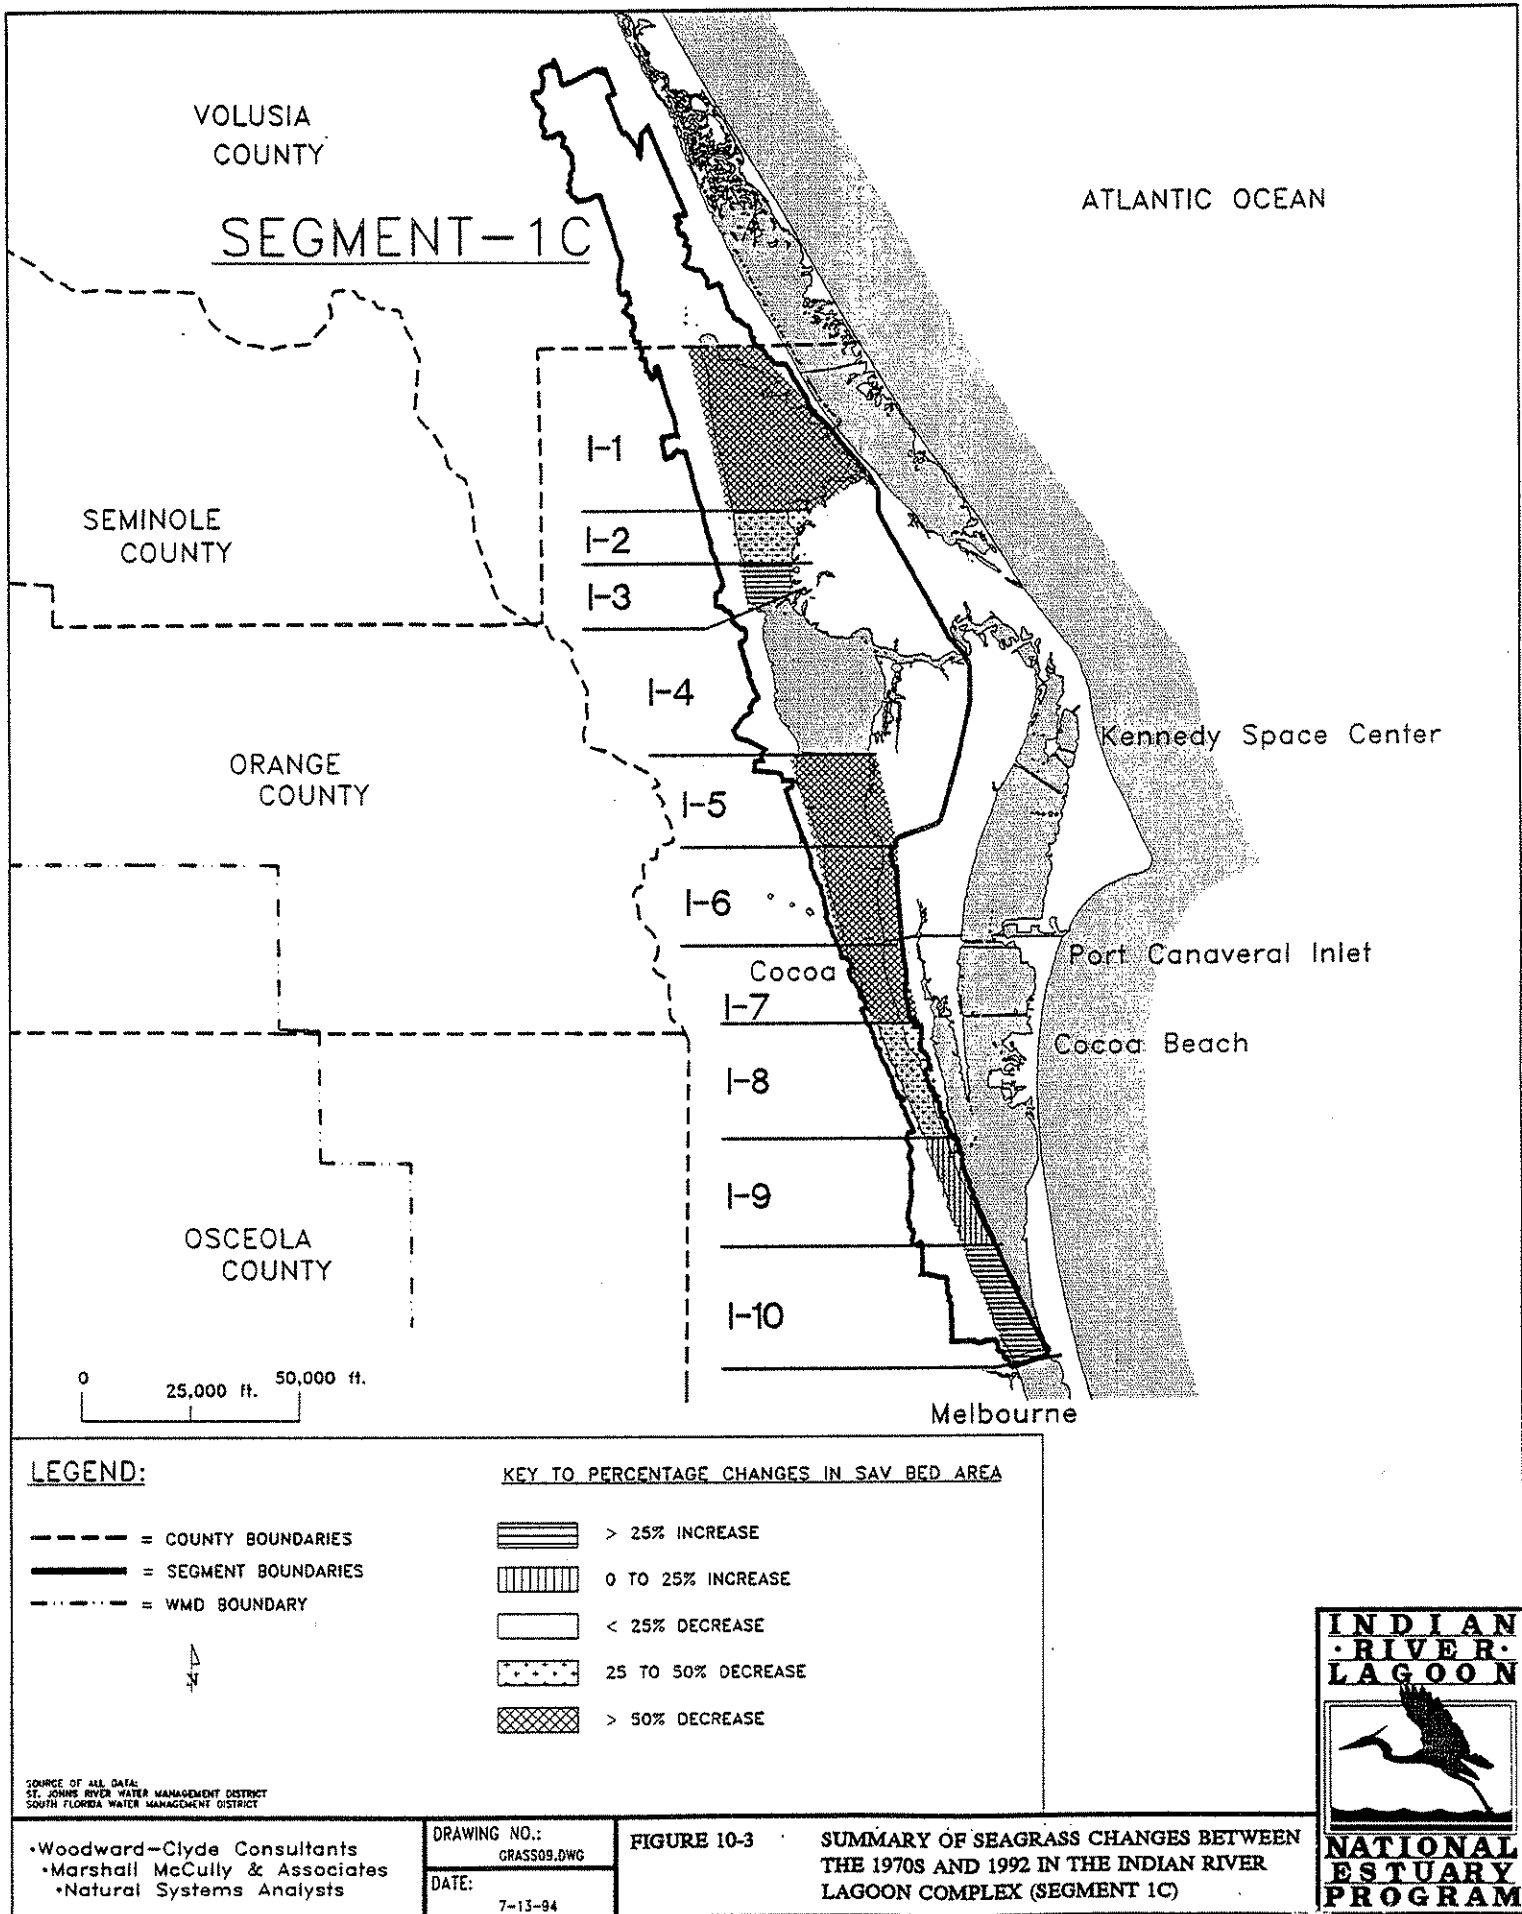 VOLUSIA
COUNTY
ATLANTIC OCEAN
SEGMENT-1C
I-1
SEMINOLE
COUNTY
I-2
I-3
I-4
Kennedy Space Center
ORANGE
COUNTY
I-5
I-6
Port Canaveral Inlet
Cocoa
I-7
Cocoa Beach
I-8
I-9
OSCEOLA
COUNTY
I-10
0 25,000 ft. 50,000 ft.
Melbourne
LEGEND:
= COUNTY BOUNDARIES
= SEGMENT BOUNDARIES
= WMD BOUNDARY
N
KEY TO PERCENTAGE CHANGES IN SAV BED AREA
> 25% INCREASE
0 TO 25% INCREASE
< 25% DECREASE
25 TO 50% DECREASE
> 50% DECREASE
SOURCE OF ALL DATA:
ST. JOHNS RIVER WATER MANAGEMENT DISTRICT
SOUTH FLORIDA WATER MANAGEMENT DISTRICT
•Woodward-Clyde Consultants
•Marshall McCully & Associates
•Natural Systems Analysts
DRAWING NO.:
GRASS09.DWG
DATE:
7-13-94
FIGURE 10-3 SUMMARY OF SEAGRASS CHANGES BETWEEN
THE 1970S AND 1992 IN THE INDIAN RIVER
LAGOON COMPLEX (SEGMENT 1C)
INDIAN
·RIVER·
LAGOON
NATIONAL
ESTUARY
PROGRAM